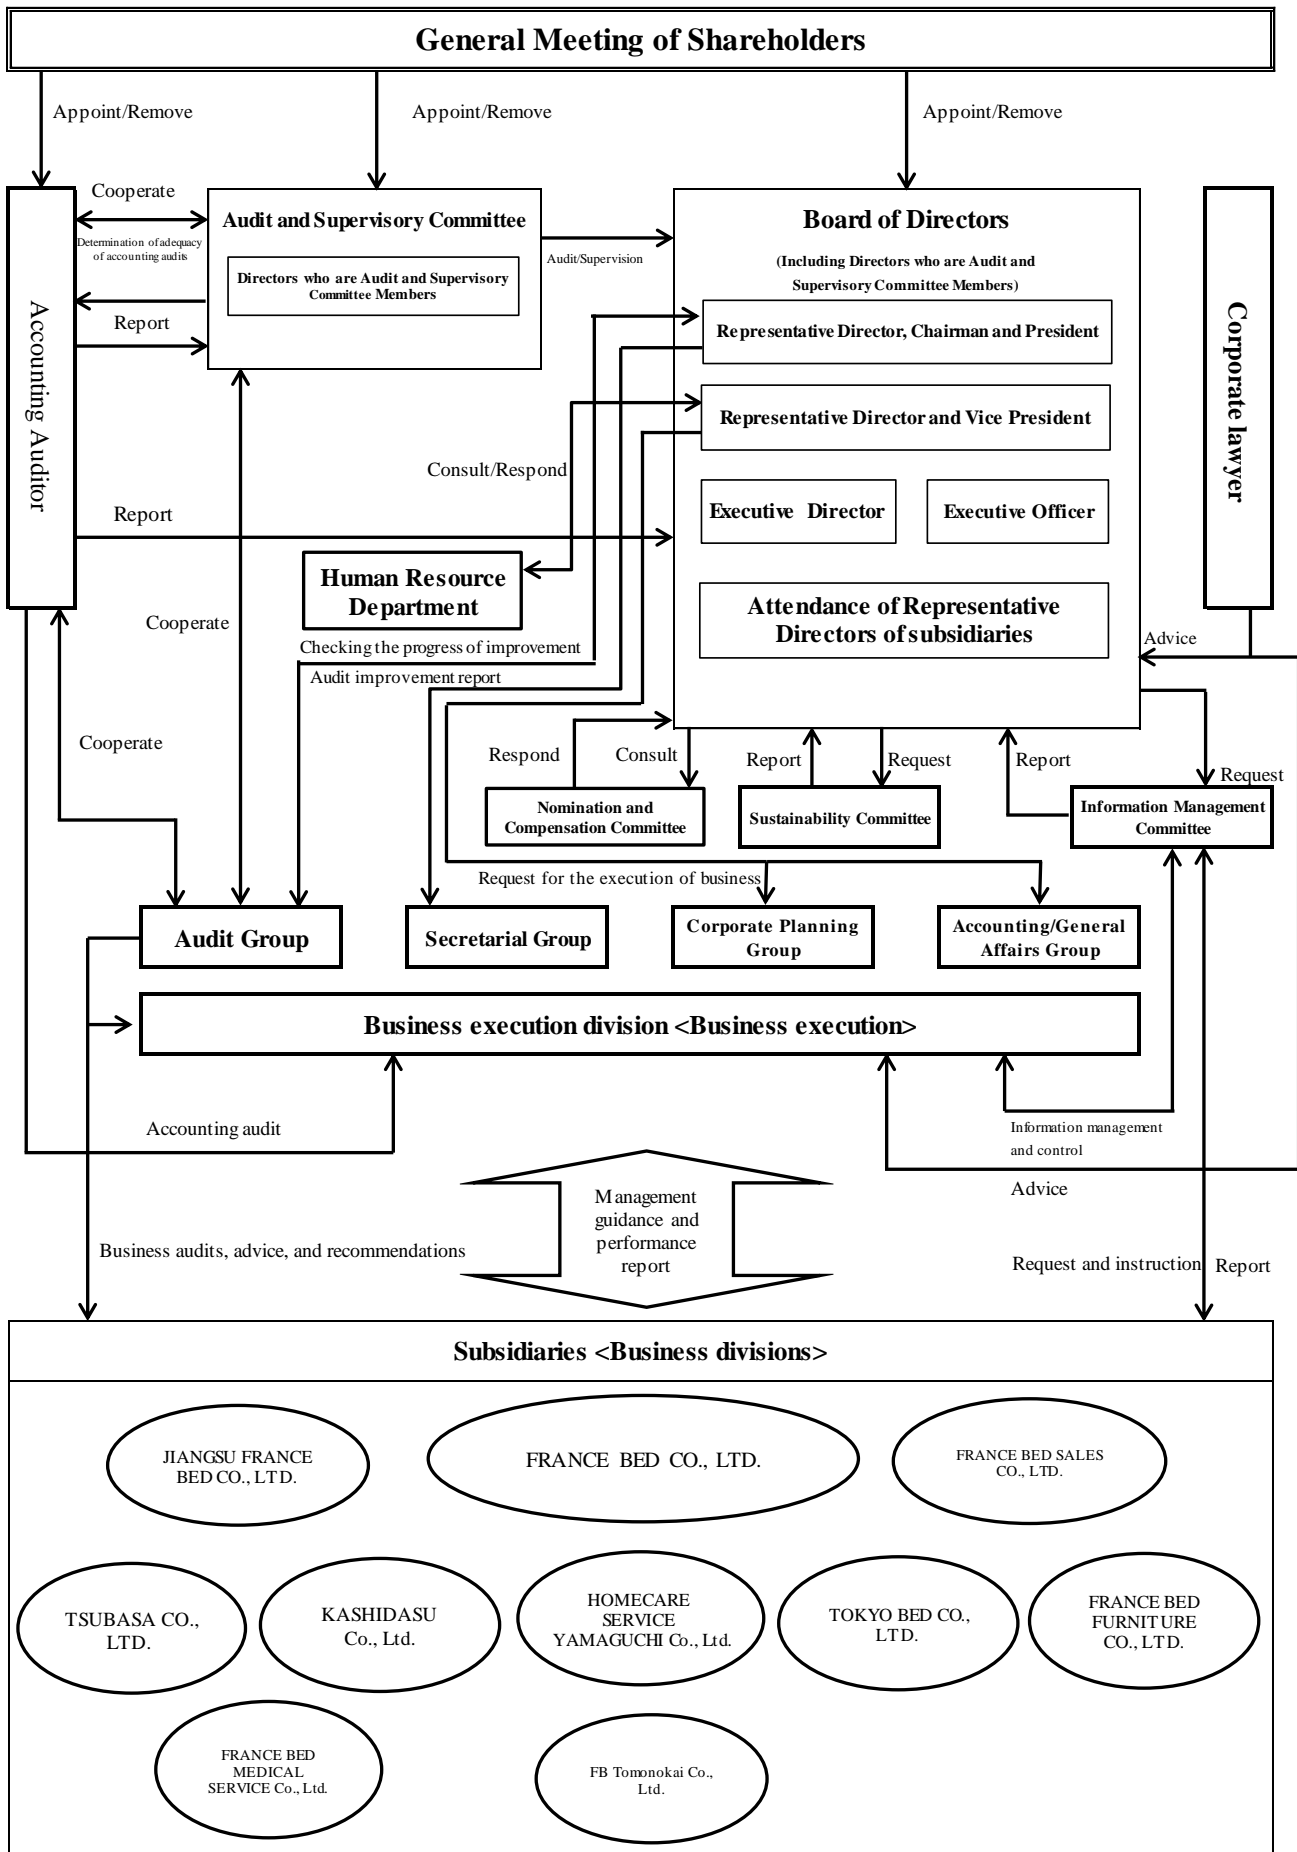 General Meeting of Shareholders
Appoint/Remove
Appoint/Remove
Appoint/Remove
Cooperate
Determination of adequacy
of accounting audits
Report
Accounting Auditor
Audit and Supervisory Committee
Directors who are Audit and Supervisory
Committee Members
Audit/Supervision
Board of Directors
(Including Directors who are Audit and
Supervisory Committee Members)
Representative Director, Chairman and President
Representative Director and Vice President
Executive Director
Executive Officer
Attendance of Representative
Directors of subsidiaries
Corporate lawyer
Consult/Respond
Report
Human Resource
Department
Cooperate
Checking the progress of improvement
Audit improvement report
Advice
Cooperate
Respond
Consult
Report
Request
Report
Request
Nomination and
Compensation Committee
Sustainability Committee
Information Management
Committee
Request for the execution of business
Audit Group
Secretarial Group
Corporate Planning
Group
Accounting/General
Affairs Group
Business execution division <Business execution>
Accounting audit
Information management
and control
Advice
Management
guidance and
performance
report
Business audits, advice, and recommendations
Request and instruction
Report
Subsidiaries <Business divisions>
JIANGSU FRANCE
BED CO., LTD.
FRANCE BED CO., LTD.
FRANCE BED SALES
CO., LTD.
TSUBASA CO.,
LTD.
KASHIDASU
Co., Ltd.
HOMECARE
SERVICE
YAMAGUCHI Co., Ltd.
TOKYO BED CO.,
LTD.
FRANCE BED
FURNITURE
CO., LTD.
FRANCE BED
MEDICAL
SERVICE Co., Ltd.
FB Tomonokai Co.,
Ltd.